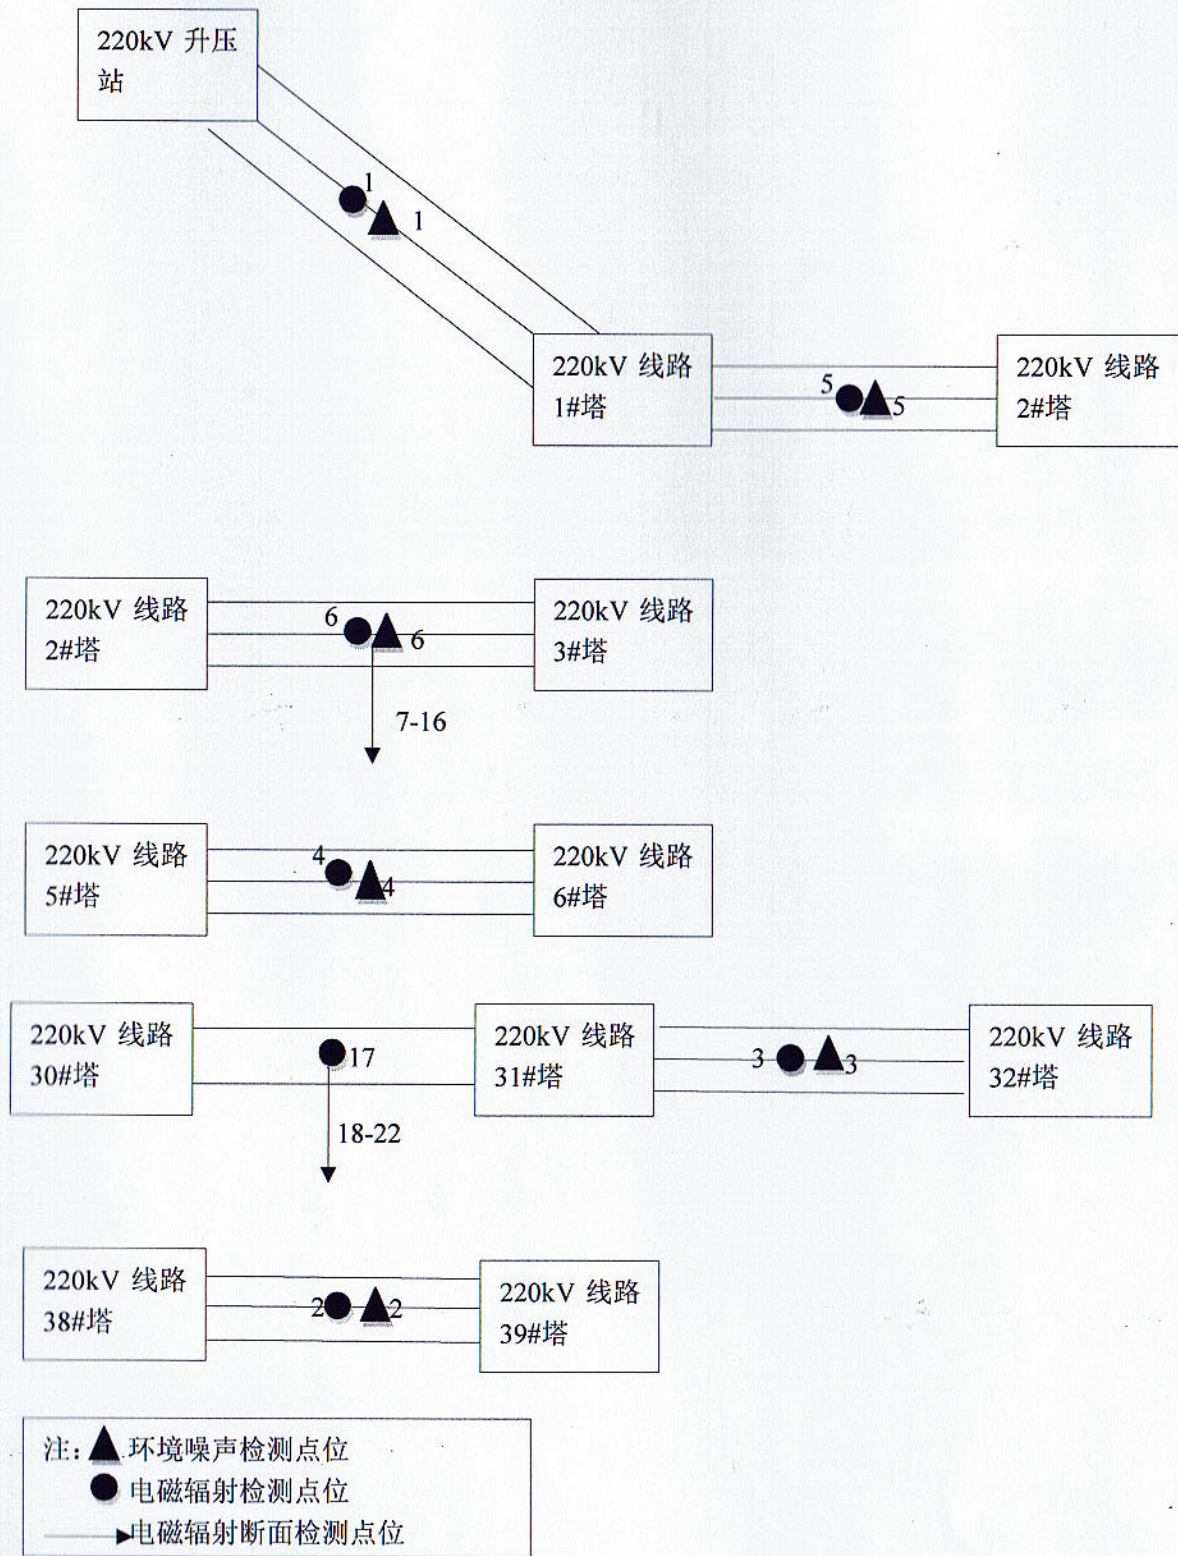 220kV 升压
站
1
1
220kV 线路
1#塔
5
5
220kV 线路
2#塔
220kV 线路
2#塔
6
6
220kV 线路
3#塔
7-16
220kV 线路
5#塔
4
4
220kV 线路
6#塔
220kV 线路
30#塔
17
220kV 线路
31#塔
3
3
220kV 线路
32#塔
18-22
220kV 线路
38#塔
2
2
220kV 线路
39#塔
注：▲环境噪声检测点位
●电磁辐射检测点位
电磁辐射断面检测点位